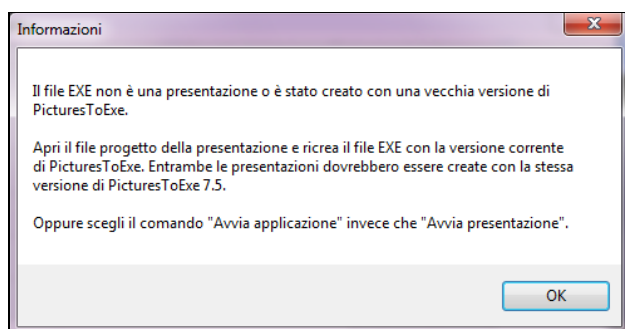 Informazioni
Il file EXE non è una presentazione o è stato creato con una vecchia versione di
PicturesToExe.
Apri il file progetto della presentazione e ricrea il file EXE con la versione corrente
di PicturesToExe. Entrambe le presentazioni dovrebbero essere create con la stessa
versione di PicturesToExe 7.5.
Oppure scegli il comando "Avvia applicazione" invece che "Avvia presentazione".
OK